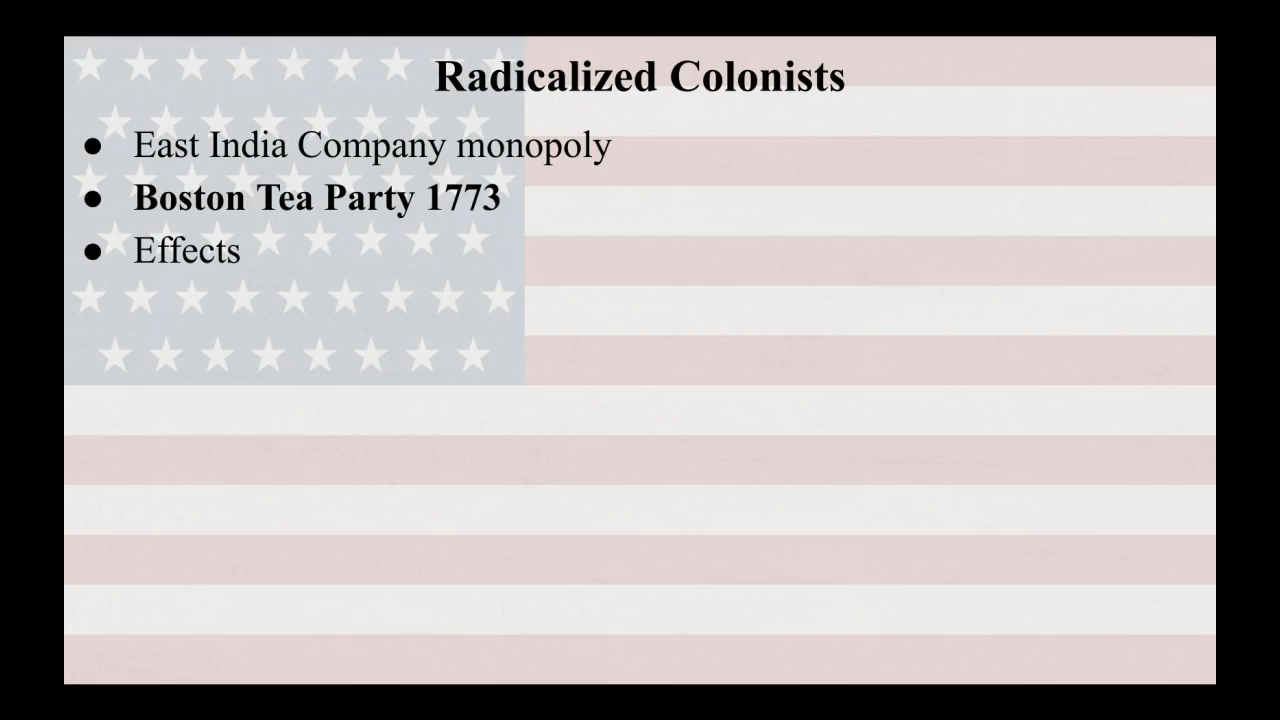 Radicalized Colonists
● East India Company monopoly
● Boston Tea Party 1773
● Effects